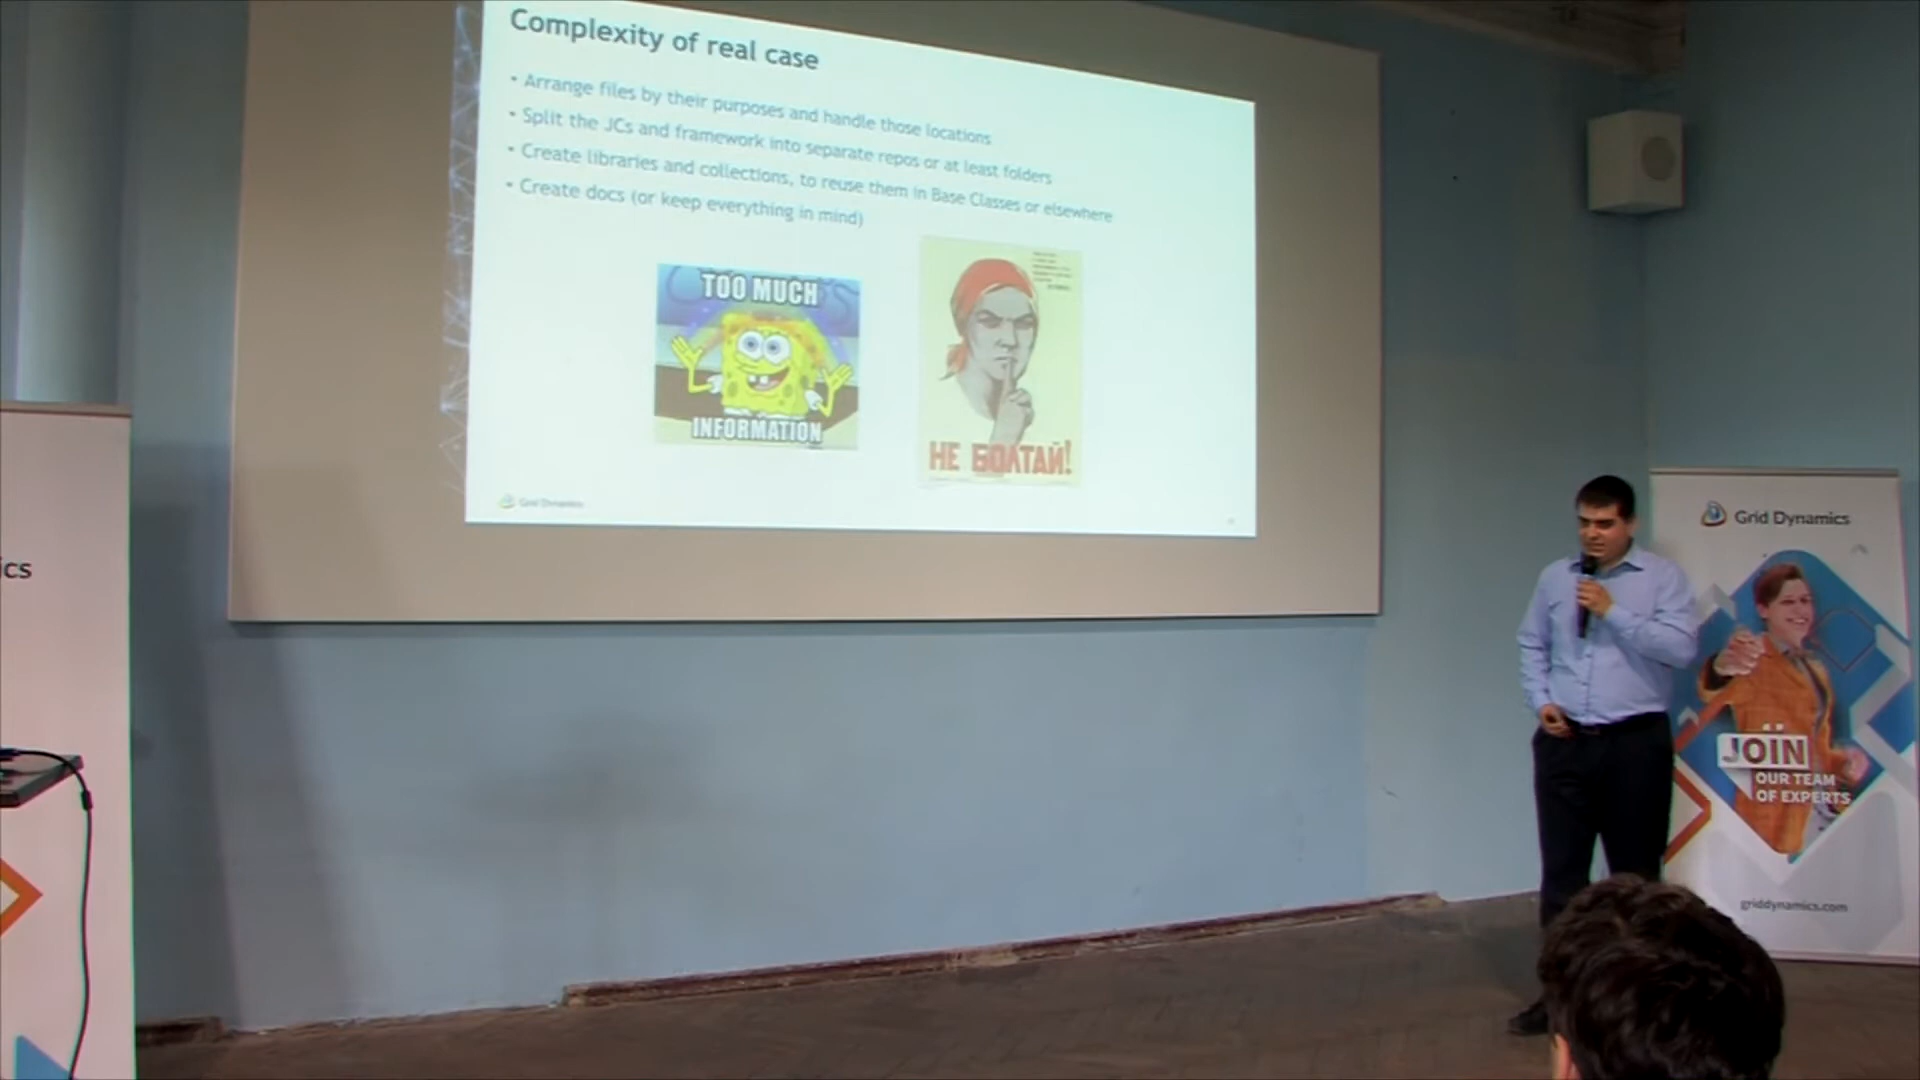 Complexity of real case
• Arrange files by their purposes and handle those locations
• Split the JCs and framework into separate repos or at least folders
• Create libraries and collections, to reuse them in Base Classes or elsewhere
• Create docs (or keep everything in mind)
TOO MUCH
INFORMATION
НЕ БОЛТАЙ!
Grid Dynamics
ics
Grid Dynamics
JOIN
OUR TEAM
OF EXPERTS
griddynamics.com